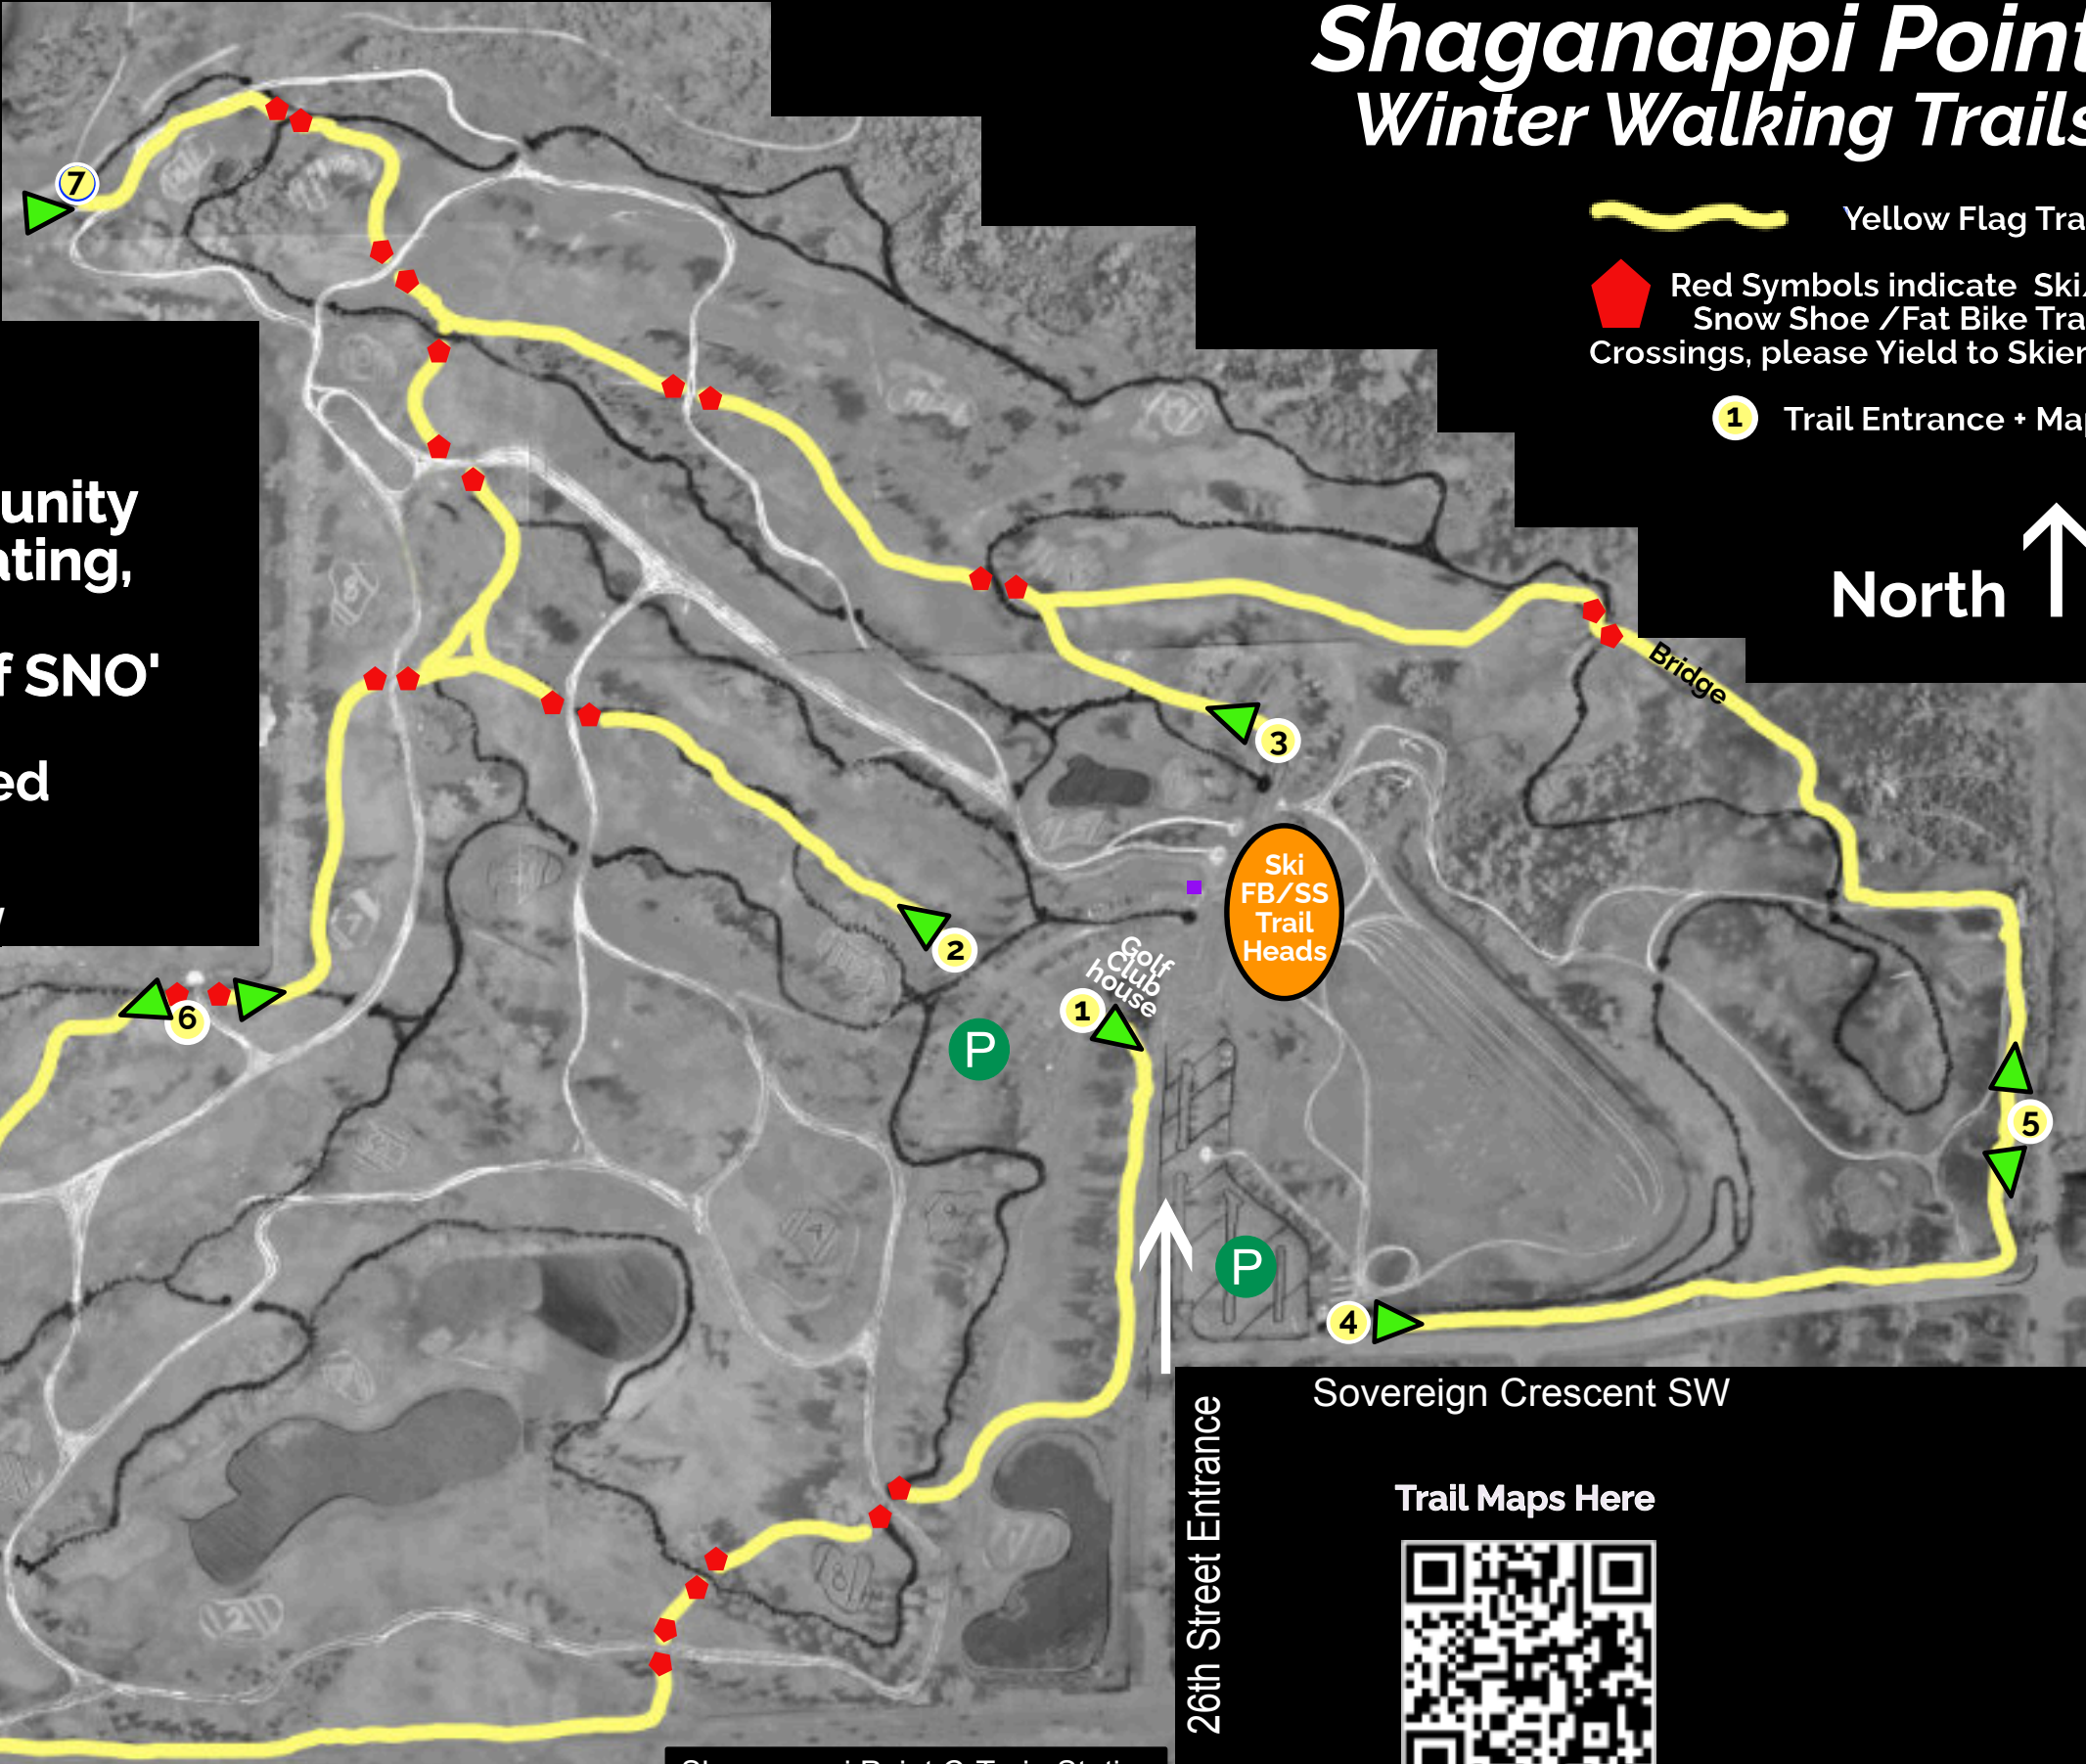 Shaganappi Point
Winter Walking Trails
Yellow Flag Tra
Red Symbols indicate Ski/
Snow Shoe /Fat Bike Tra
Crossings, please Yield to Skier
1 Trail Entrance + Ma
North
unity
ating,
f SNO'
ed
7
Bridge
3
Ski
FB/SS
Trail
Heads
2
Golf
Club
house
1
P
6
5
P
4
Sovereign Crescent SW
26th Street Entrance
Trail Maps Here